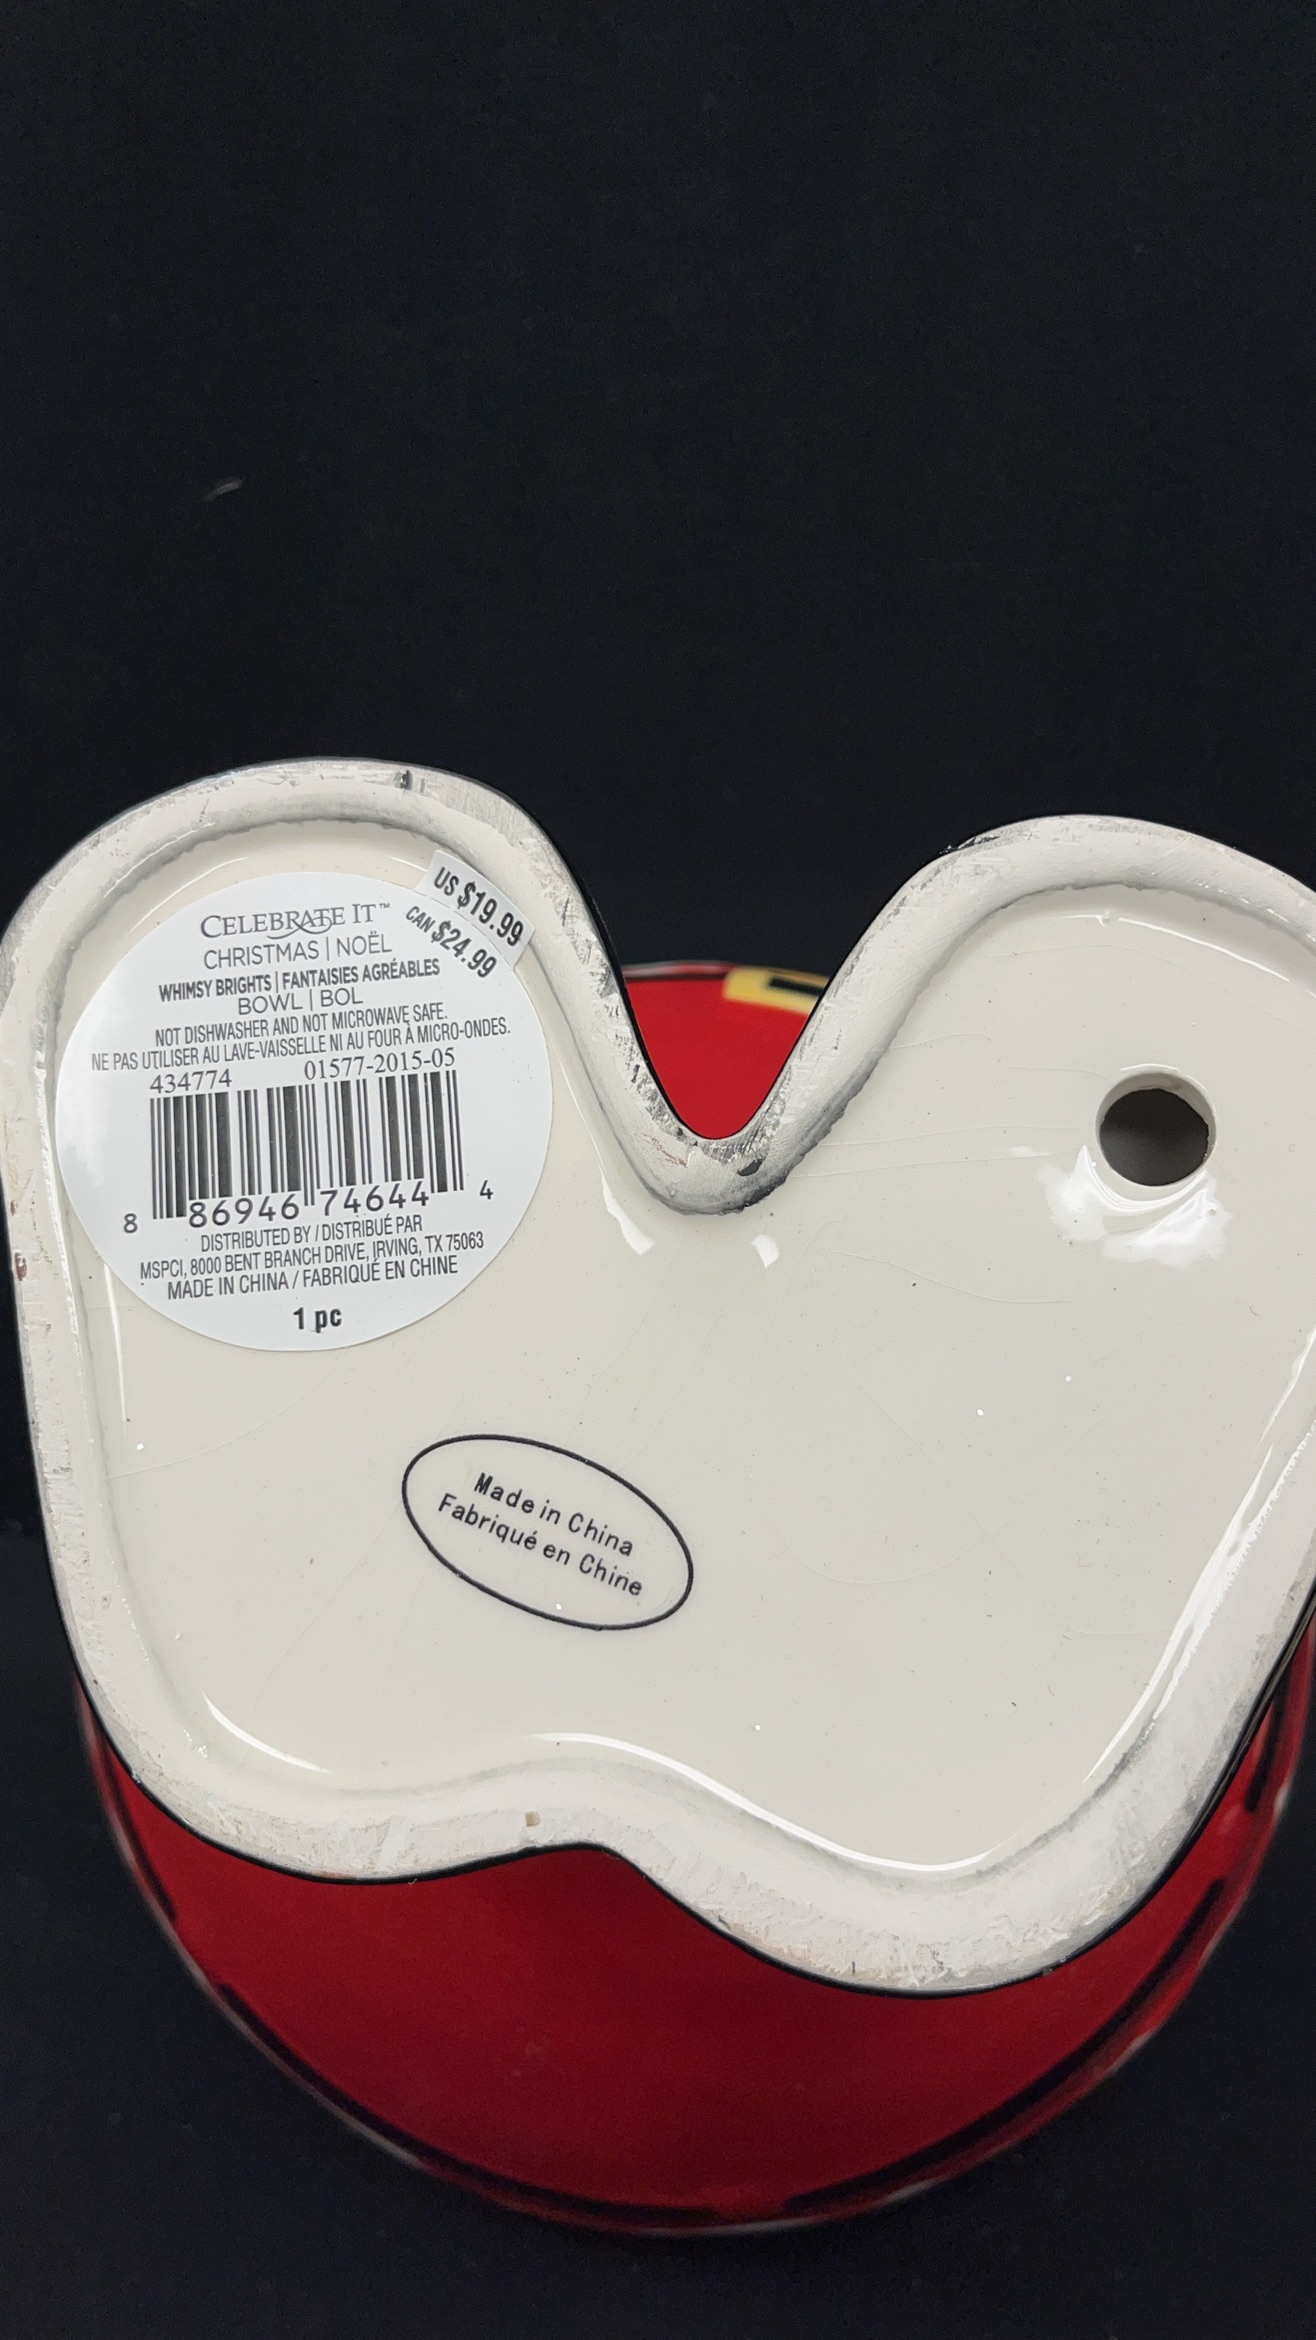 CELEBRATE IT™
CHRISTMAS | NOËL
US $19.99
CAN $24.99
WHIMSY BRIGHTS | FANTAISIES AGRÉABLES
BOWL | BOL
NOT DISHWASHER AND NOT MICROWAVE SAFE.
NE PAS UTILISER AU LAVE-VAISSELLE NI AU FOUR À MICRO-ONDES.
434774 01577-2015-05
8 86946 74644 4
DISTRIBUTED BY / DISTRIBUÉ PAR
MSPCI, 8000 BENT BRANCH DRIVE, IRVING, TX 75063
MADE IN CHINA / FABRIQUÉ EN CHINE
1 pc
Made in China
Fabriqué en Chine